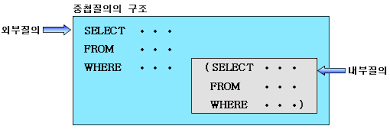 중첩질의의 구조
외부질의
SELECT • • •
FROM • • •
WHERE • • •
(SELECT • • •
FROM • • •
WHERE • • •)
내부질의